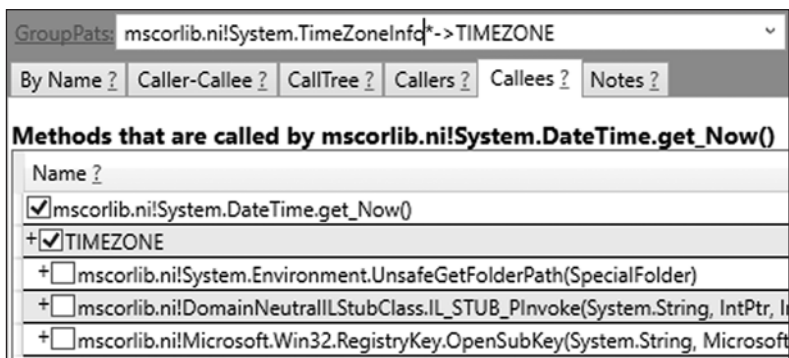 GroupPats: mscorlib.ni!System.TimeZoneInfo*->TIMEZONE
By Name ? Caller-Callee ? CallTree ? Callers ? Callees ? Notes ?
Methods that are called by mscorlib.ni!System.DateTime.get_Now()
Name ?
mscorlib.ni!System.DateTime.get_Now()
+TIMEZONE
+mscorlib.ni!System.Environment.UnsafeGetFolderPath(SpecialFolder)
+mscorlib.ni!DomainNeutralILStubClass.IL_STUB_PInvoke(System.String, IntPtr,
+mscorlib.ni!Microsoft.Win32.RegistryKey.OpenSubKey(System.String, Microsoft